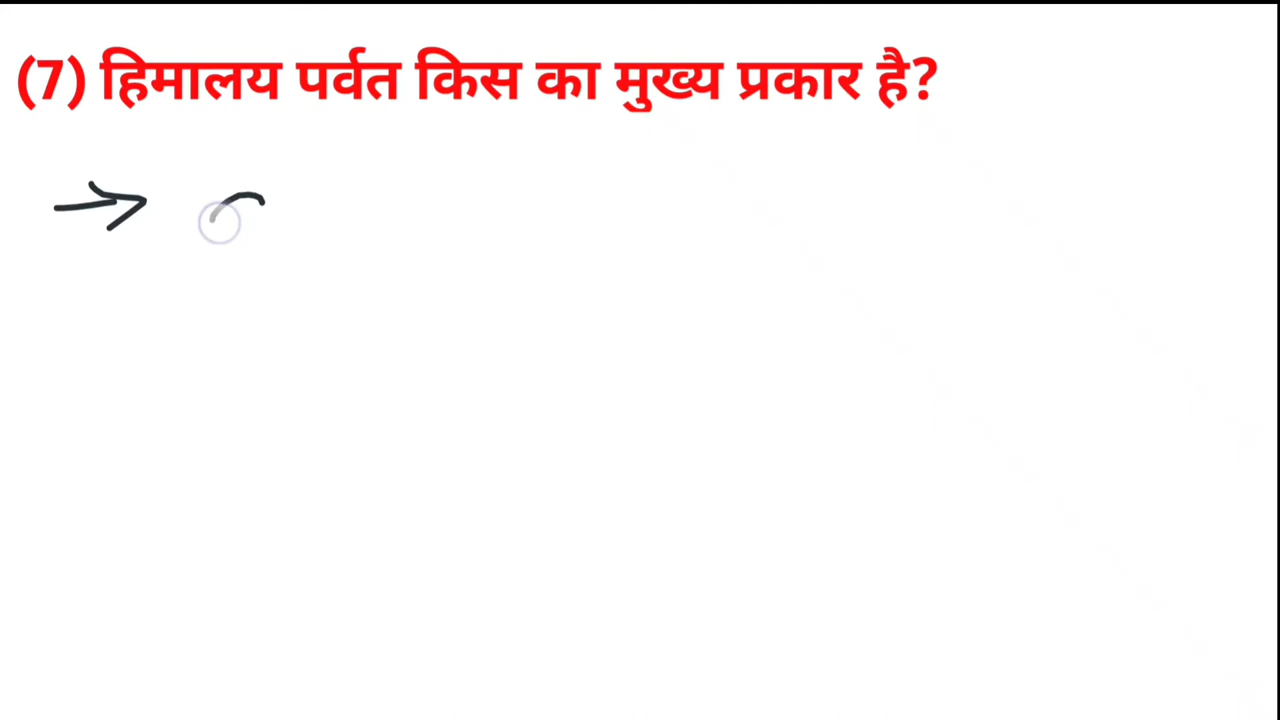 (7) हिमालय पर्वत किस का मुख्य प्रकार है?